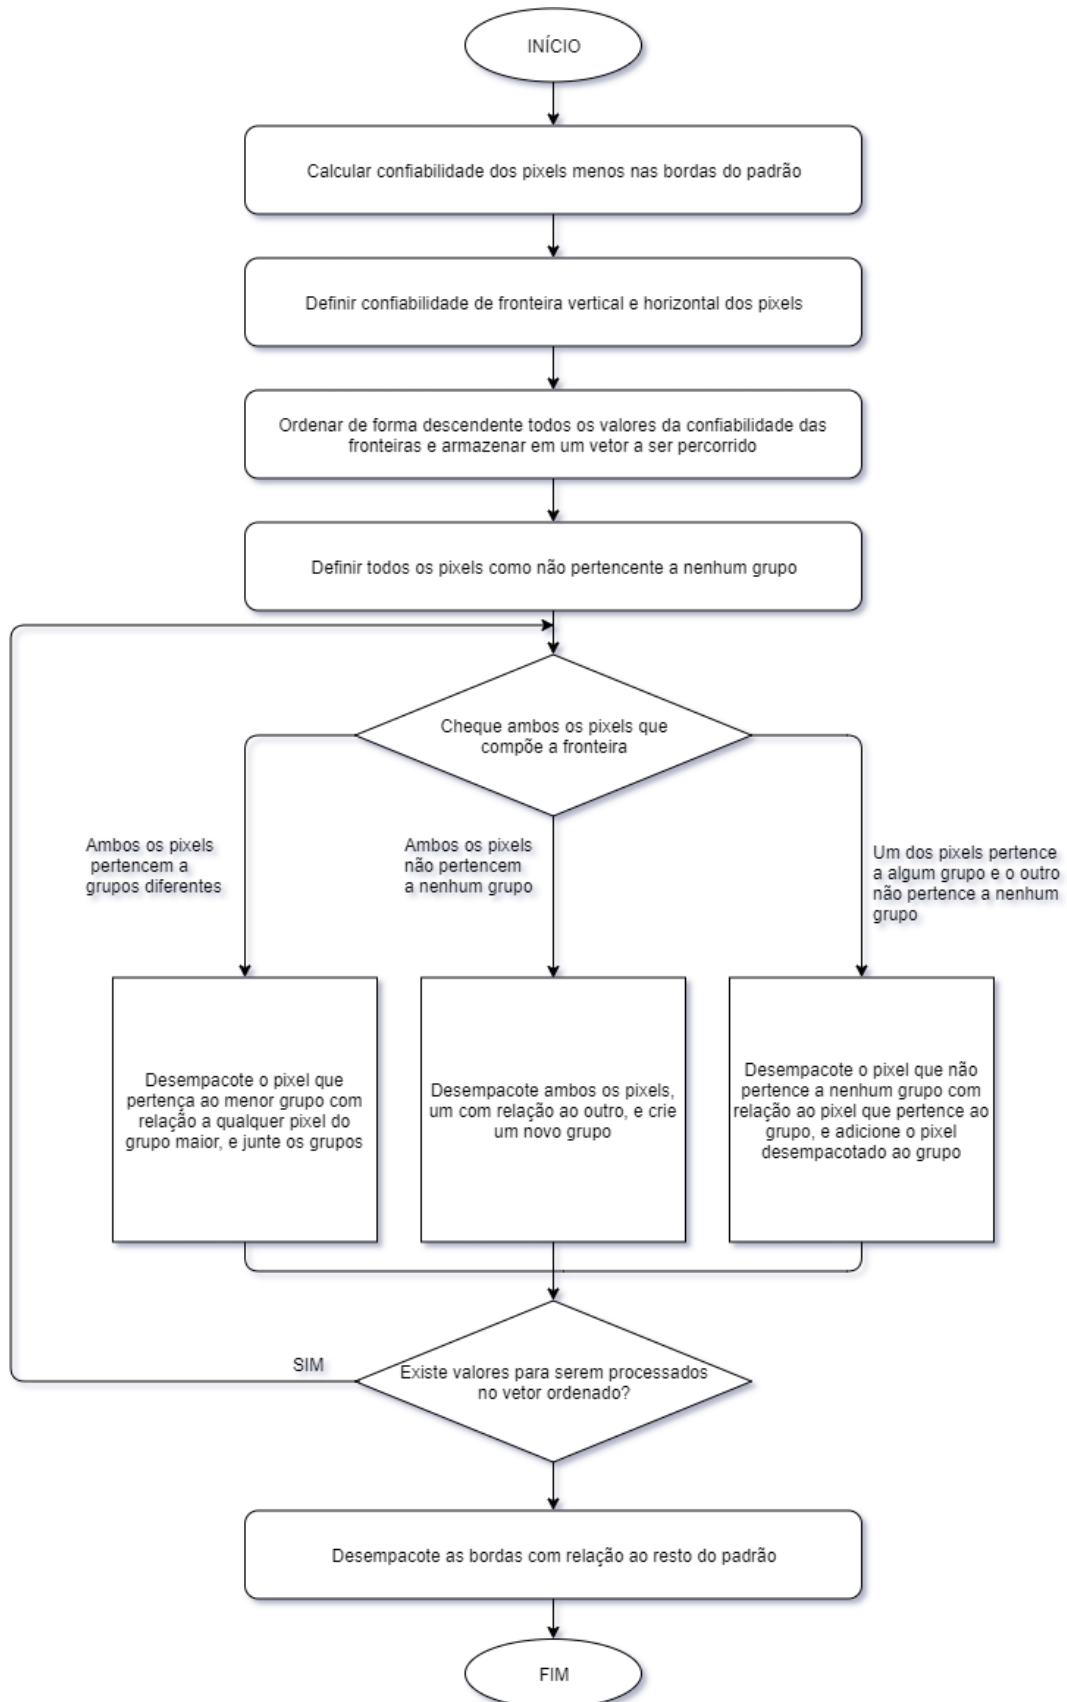 INÍCIO
Calcular confiabilidade dos pixels menos nas bordas do padrão
Definir confiabilidade de fronteira vertical e horizontal dos pixels
Ordenar de forma descendente todos os valores da confiabilidade das
fronteiras e armazenar em um vetor a ser percorrido
Definir todos os pixels como não pertencente a nenhum grupo
Cheque ambos os pixels que
compõe a fronteira
Ambos os pixels
pertencem a
grupos diferentes
Ambos os pixels
não pertencem
a nenhum grupo
Um dos pixels pertence
a algum grupo e o outro
não pertence a nenhum
grupo
Desempacote o pixel que
pertença ao menor grupo com
relação a qualquer pixel do
grupo maior, e junte os grupos
Desempacote ambos os pixels,
um com relação ao outro, e crie
um novo grupo
Desempacote o pixel que não
pertence a nenhum grupo com
relação ao pixel que pertence ao
grupo, e adicione o pixel
desempacotado ao grupo
SIM
Existe valores para serem processados
no vetor ordenado?
Desempacote as bordas com relação ao resto do padrão
FIM